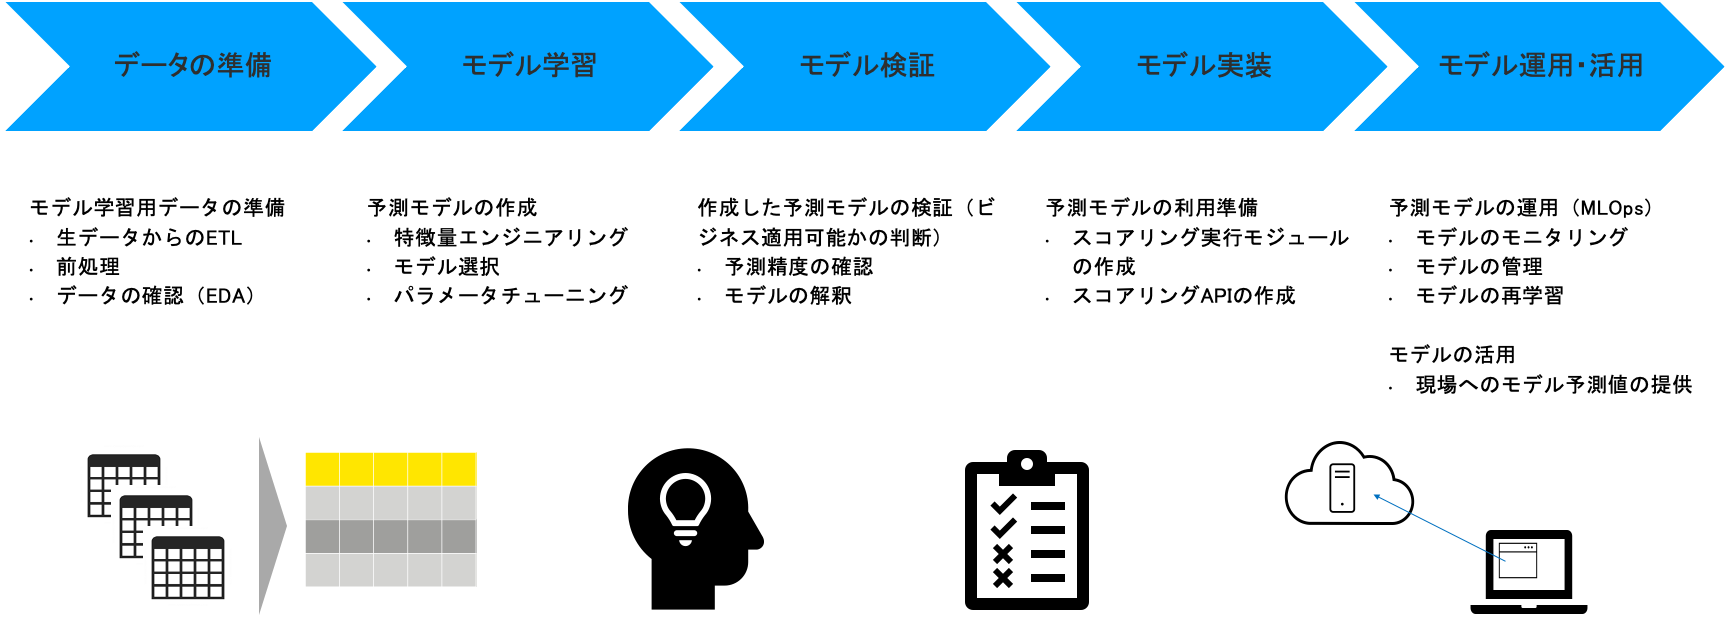 データの準備
モデル学習
モデル検証
モデル実装
モデル運用・活用
モデル学習用データの準備
・ 生データからのETL
・ 前処理
・ データの確認（EDA）
予測モデルの作成
・ 特徴量エンジニアリング
・ モデル選択
・ パラメータチューニング
作成した予測モデルの検証（ビ
ジネス適用可能かの判断）
・ 予測精度の確認
・ モデルの解釈
予測モデルの利用準備
・ スコアリング実行モジュール
の作成
・ スコアリングAPIの作成
予測モデルの運用（MLOps）
・ モデルのモニタリング
・ モデルの管理
・ モデルの再学習
モデルの活用
・ 現場へのモデル予測値の提供